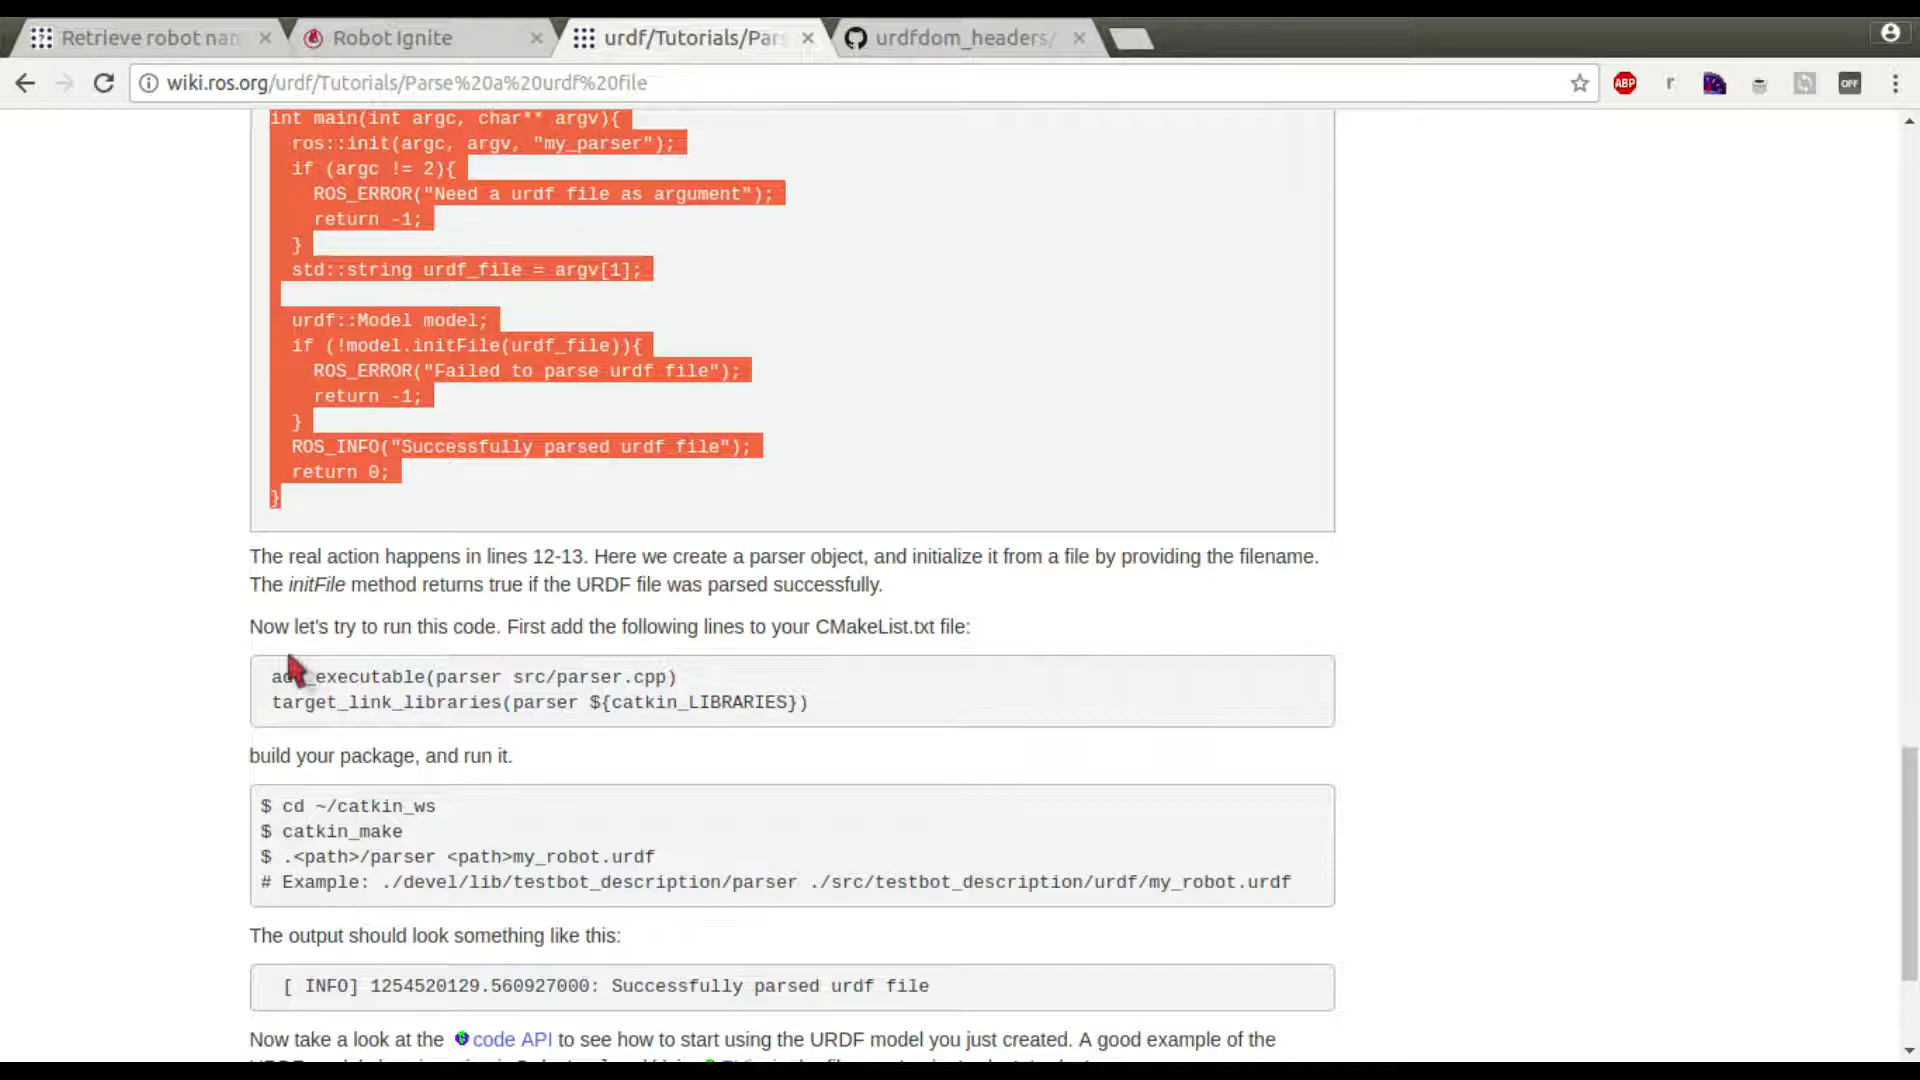 Retrieve robot nam
Robot Ignite
urdf/Tutorials/Pars
urdfdom_headers/
wiki.ros.org/urdf/Tutorials/Parse%20a%20urdf%20file
ABP
r
OFF
int main(int argc, char** argv){
ros::init(argc, argv, "my_parser");
if (argc != 2){
ROS_ERROR("Need a urdf file as argument");
return -1;
}
std::string urdf_file = argv[1];
urdf::Model model;
if (!model.initFile(urdf_file)){
ROS_ERROR("Failed to parse urdf file");
return -1;
}
ROS_INFO("Successfully parsed urdf file");
return 0;
}
The real action happens in lines 12-13. Here we create a parser object, and initialize it from a file by providing the filename.
The initFile method returns true if the URDF file was parsed successfully.
Now let's try to run this code. First add the following lines to your CMakeList.txt file:
add_executable(parser src/parser.cpp)
target_link_libraries(parser ${catkin_LIBRARIES})
build your package, and run it.
$ cd ~/catkin_ws
$ catkin_make
$ .<path>/parser <path>my_robot.urdf
# Example: ./devel/lib/testbot_description/parser ./src/testbot_description/urdf/my_robot.urdf
The output should look something like this:
[ INFO] 1254520129.560927000: Successfully parsed urdf file
Now take a look at the code API to see how to start using the URDF model you just created. A good example of the